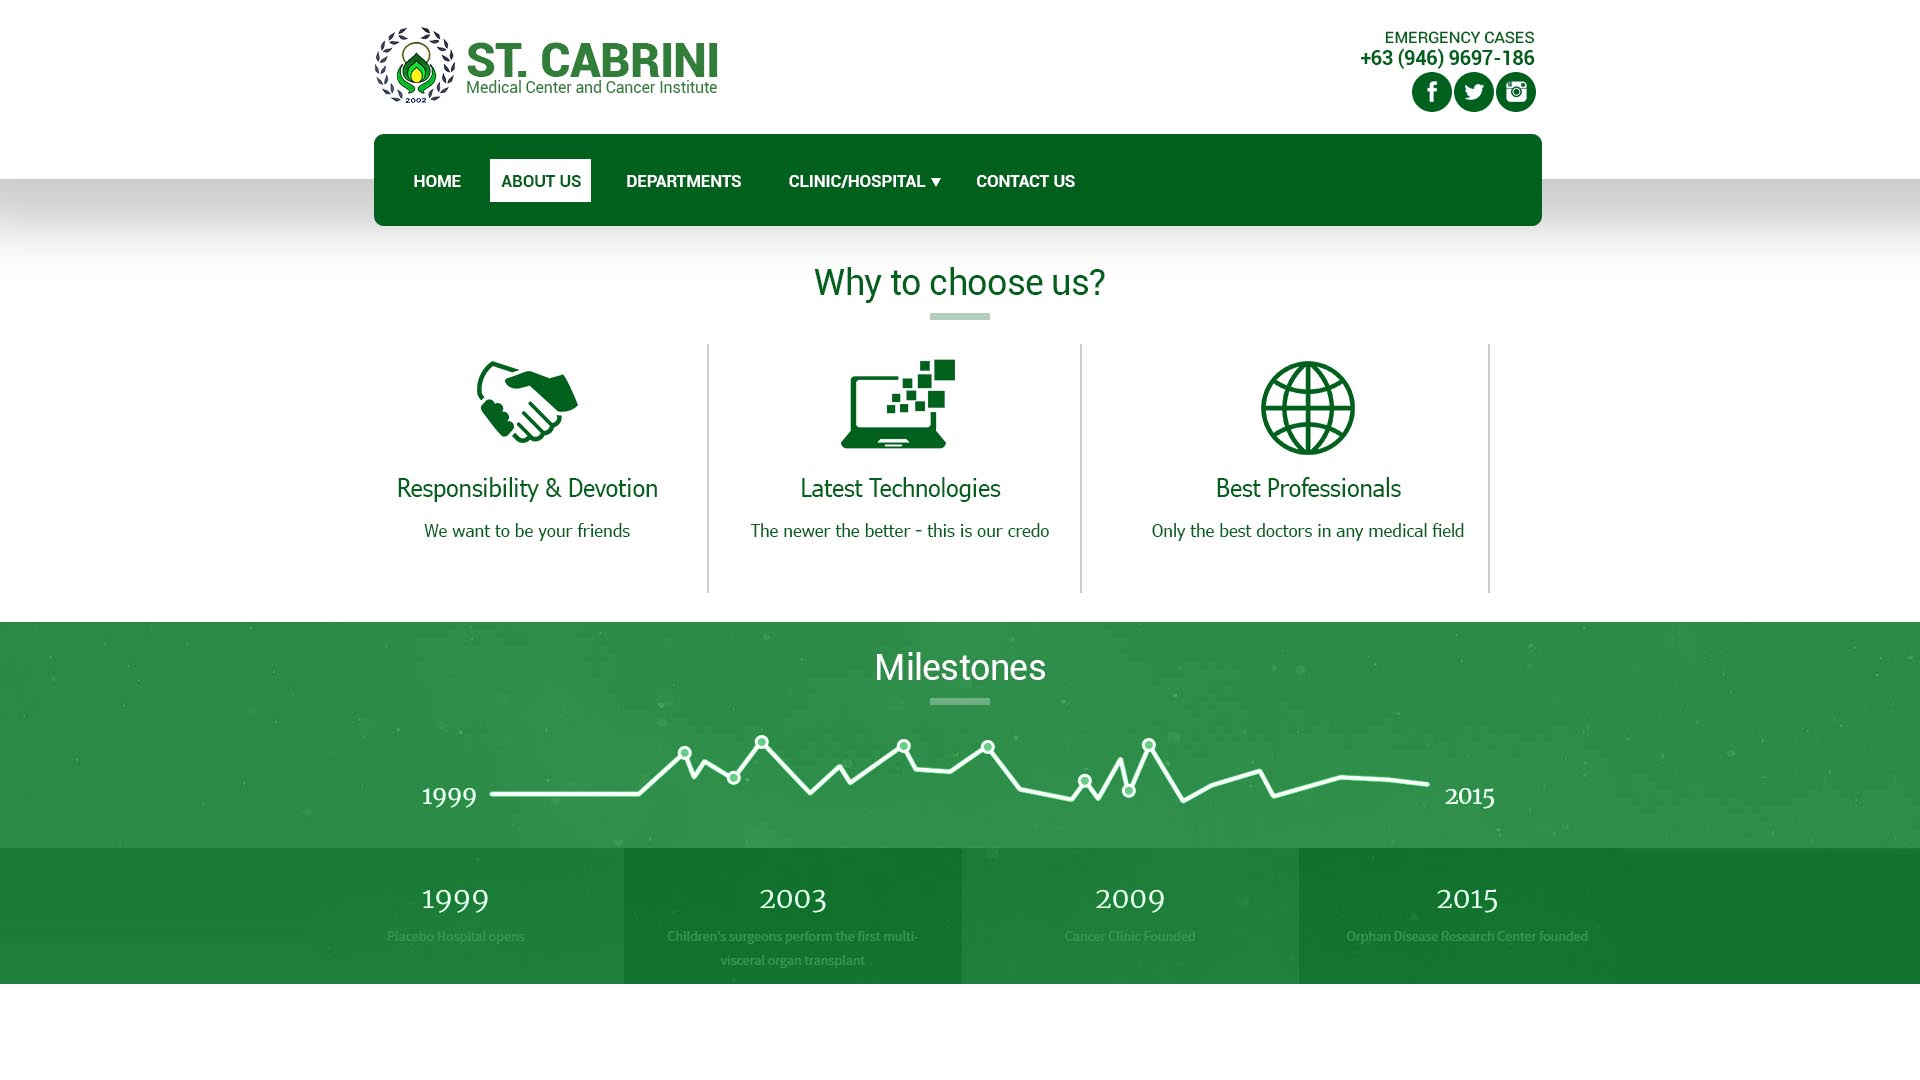 ST. CABRINI
Medical Center and Cancer Institute
2002
EMERGENCY CASES
+63 (946) 9697-186
HOME
ABOUT US
DEPARTMENTS
CLINIC/HOSPITAL
CONTACT US
Why to choose us?
Responsibility & Devotion
We want to be your friends
Latest Technologies
The newer the better - this is our credo
Best Professionals
Only the best doctors in any medical field
Milestones
1999
2015
1999
Placebo Hospital opens
2003
Children's surgeons perform the first multi-
visceral organ transplant
2009
Cancer Clinic Founded
2015
Orphan Disease Research Center founded